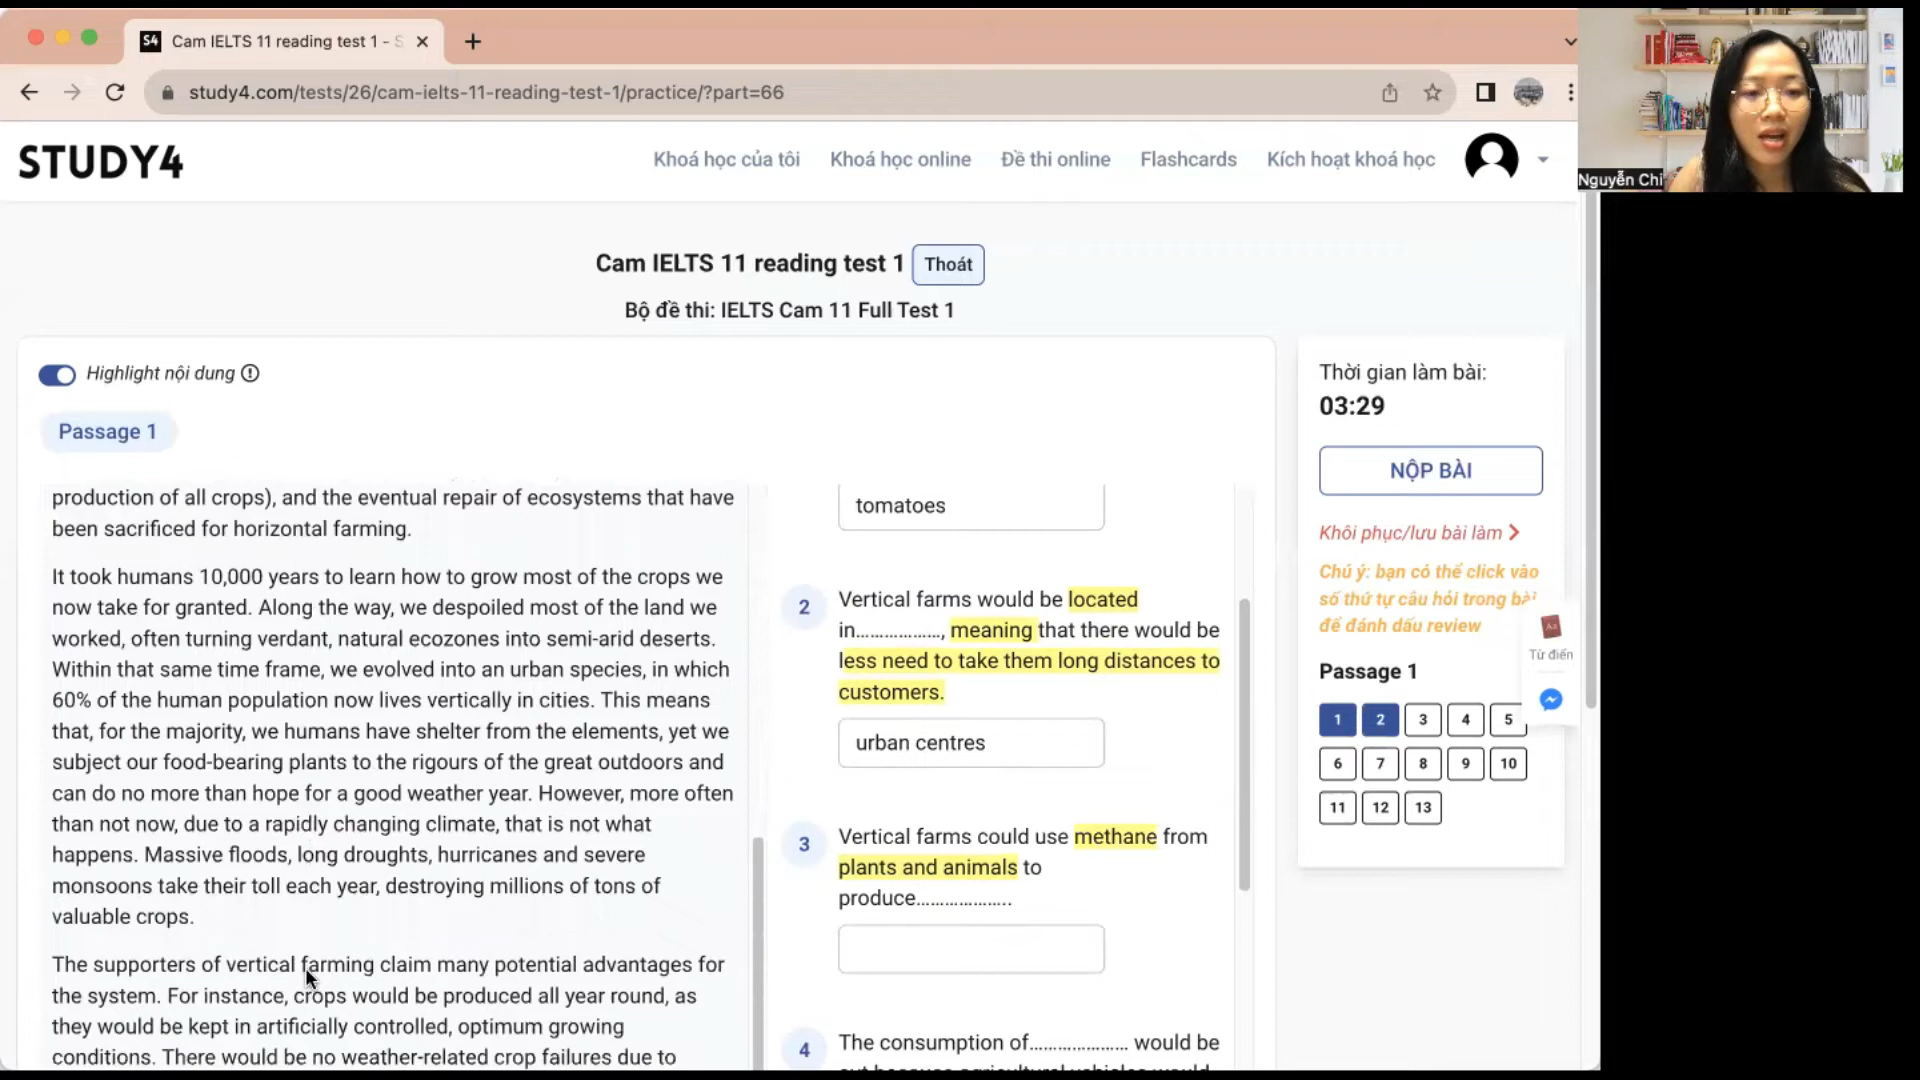 S4 Cam IELTS 11 reading test 1 - S
study4.com/tests/26/cam-ielts-11-reading-test-1/practice/?part=66
Nguyễn Chi
STUDY4
Khoá học của tôi
Khoá học online
Đề thi online
Flashcards
Kích hoạt khoá học
Cam IELTS 11 reading test 1
Thoát
Bộ đề thi: IELTS Cam 11 Full Test 1
Highlight nội dung
Passage 1
production of all crops), and the eventual repair of ecosystems that have
been sacrificed for horizontal farming.
It took humans 10,000 years to learn how to grow most of the crops we
now take for granted. Along the way, we despoiled most of the land we
worked, often turning verdant, natural ecozones into semi-arid deserts.
Within that same time frame, we evolved into an urban species, in which
60% of the human population now lives vertically in cities. This means
that, for the majority, we humans have shelter from the elements, yet we
subject our food-bearing plants to the rigours of the great outdoors and
can do no more than hope for a good weather year. However, more often
than not now, due to a rapidly changing climate, that is not what
happens. Massive floods, long droughts, hurricanes and severe
monsoons take their toll each year, destroying millions of tons of
valuable crops.
The supporters of vertical farming claim many potential advantages for
the system. For instance, crops would be produced all year round, as
they would be kept in artificially controlled, optimum growing
conditions. There would be no weather-related crop failures due to
tomatoes
2
Vertical farms would be located
in………………, meaning that there would be
less need to take them long distances to
customers.
urban centres
3
Vertical farms could use methane from
plants and animals to
produce………………..
4
The consumption of………………… would be
cut because agricultural vehicles would
Thời gian làm bài:
03:29
NỘP BÀI
Khôi phục/lưu bài làm
Chú ý: bạn có thể click vào
số thứ tự câu hỏi trong bài
để đánh dấu review
Từ điển
Passage 1
1 2 3 4 5
6 7 8 9 10
11 12 13